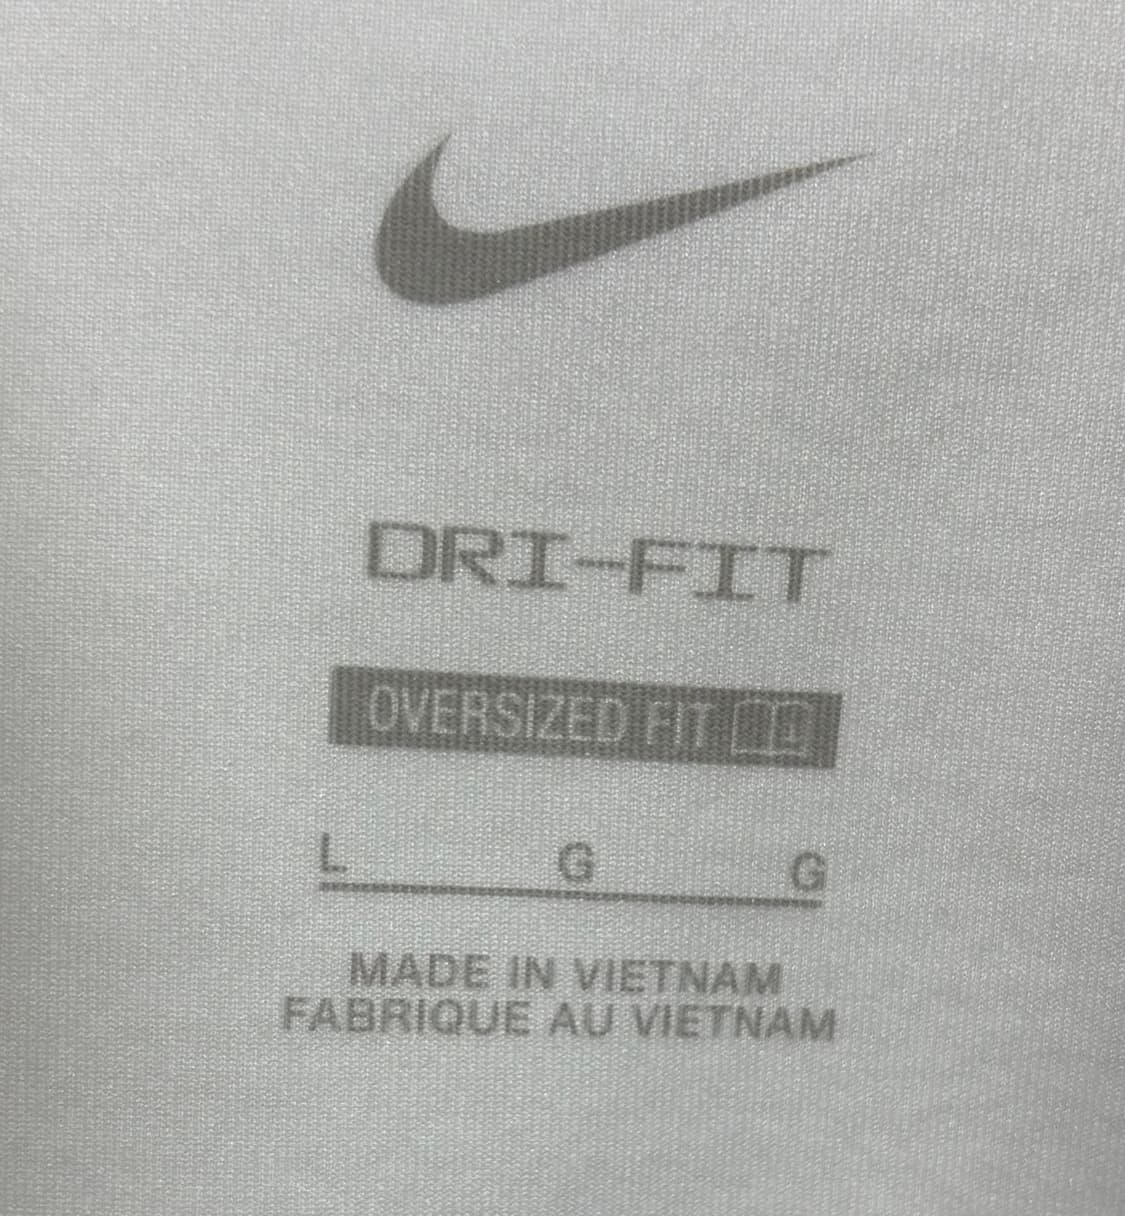 DRI-FIT
OVERSIZED FIT
L G G
MADE IN VIETNAM
FABRIQUE AU VIETNAM